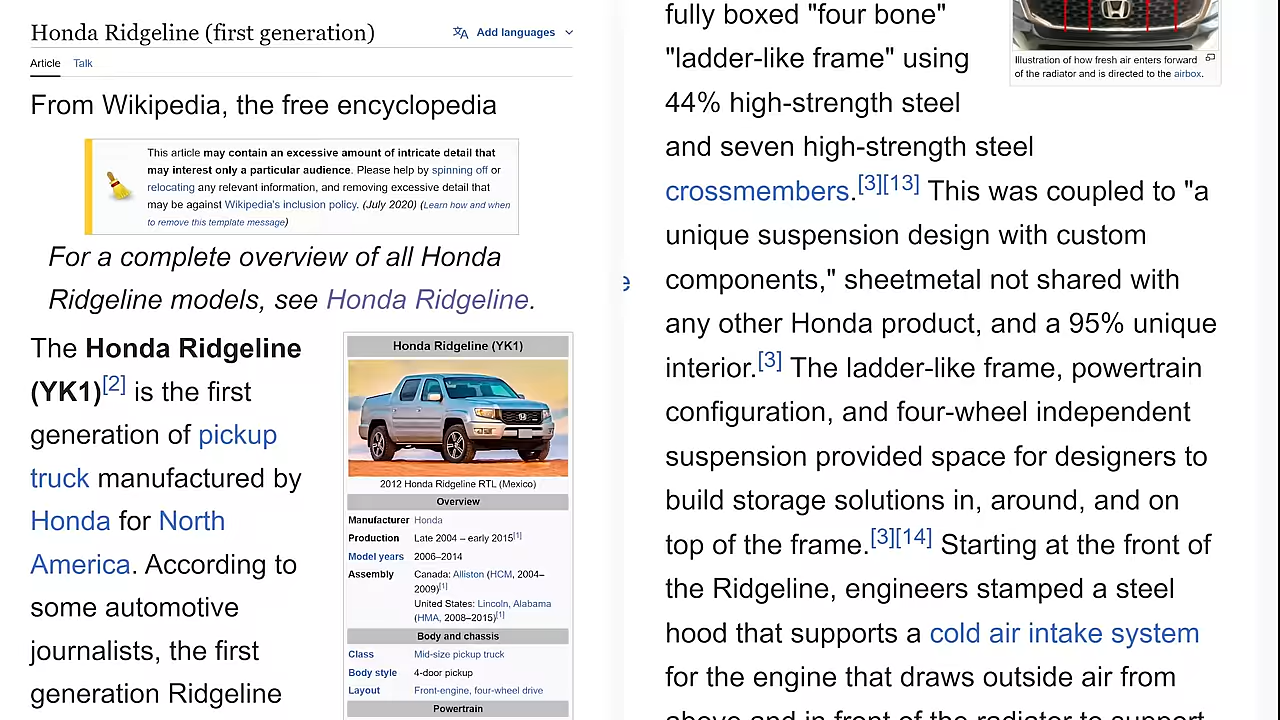 Honda Ridgeline (first generation)
Add languages
Article Talk
From Wikipedia, the free encyclopedia
This article may contain an excessive amount of intricate detail that
may interest only a particular audience. Please help by spinning off or
relocating any relevant information, and removing excessive detail that
may be against Wikipedia's inclusion policy. (July 2020) (Learn how and when
to remove this template message)
For a complete overview of all Honda
Ridgeline models, see Honda Ridgeline.
The Honda Ridgeline
(YK1)[2] is the first
generation of pickup
truck manufactured by
Honda for North
America. According to
some automotive
journalists, the first
generation Ridgeline
Honda Ridgeline (YK1)
2012 Honda Ridgeline RTL (Mexico)
Overview
Manufacturer Honda
Production Late 2004 – early 2015[1]
Model years 2006–2014
Assembly Canada: Alliston (HCM, 2004–
2009)[1]
United States: Lincoln, Alabama
(HMA, 2008–2015)[1]
Body and chassis
Class Mid-size pickup truck
Body style 4-door pickup
Layout Front-engine, four-wheel drive
Powertrain
e
fully boxed "four bone"
"ladder-like frame" using
44% high-strength steel
and seven high-strength steel
crossmembers.[3][13] This was coupled to "a
unique suspension design with custom
components," sheetmetal not shared with
any other Honda product, and a 95% unique
interior.[3] The ladder-like frame, powertrain
configuration, and four-wheel independent
suspension provided space for designers to
build storage solutions in, around, and on
top of the frame.[3][14] Starting at the front of
the Ridgeline, engineers stamped a steel
hood that supports a cold air intake system
for the engine that draws outside air from
above and in front of the radiator to support
Illustration of how fresh air enters forward
of the radiator and is directed to the airbox.